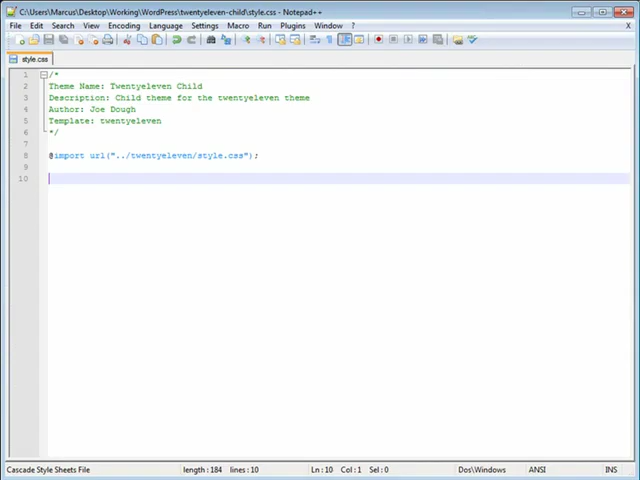 C:\Users\Marcus\Desktop\Working\WordPress\twentyeleven-child\style.css - Notepad++
File Edit Search View Encoding Language Settings Macro Run Plugins Window ? X
style.css
1 /*
2 Theme Name: Twentyeleven Child
3 Description: Child theme for the twentyeleven theme
4 Author: Joe Dough
5 Template: twentyeleven
6 */
7
8 @import url("../twentyeleven/style.css");
9
10
Cascade Style Sheets File length : 184 lines : 10 Ln : 10 Col : 1 Sel : 0 Dos\Windows ANSI INS